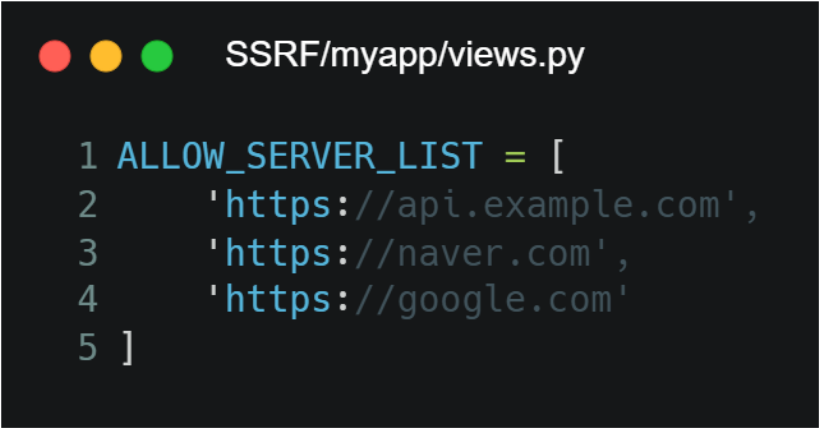 SSRF/myapp/views.py
1 ALLOW_SERVER_LIST = [
2     'https://api.example.com',
3     'https://naver.com',
4     'https://google.com'
5 ]